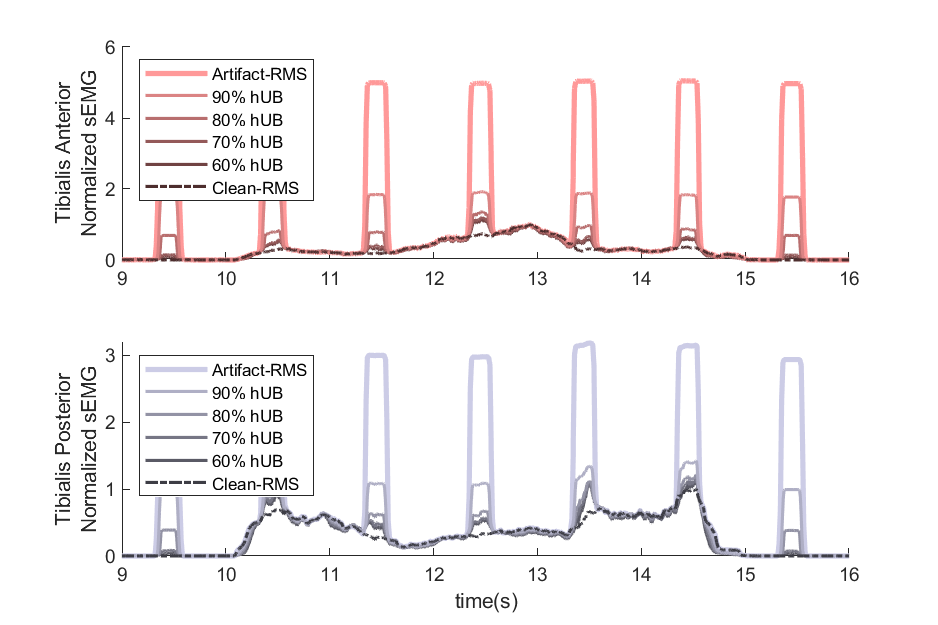 Tibialis Anterior
Normalized sEMG
6
4
2
0
Artifact-RMS
90% hUB
80% hUB
70% hUB
60% hUB
Clean-RMS
9 10 11 12 13 14 15 16
Tibialis Posterior
Normalized sEMG
3
2
1
0
Artifact-RMS
90% hUB
80% hUB
70% hUB
60% hUB
Clean-RMS
9 10 11 12 13 14 15 16
time(s)